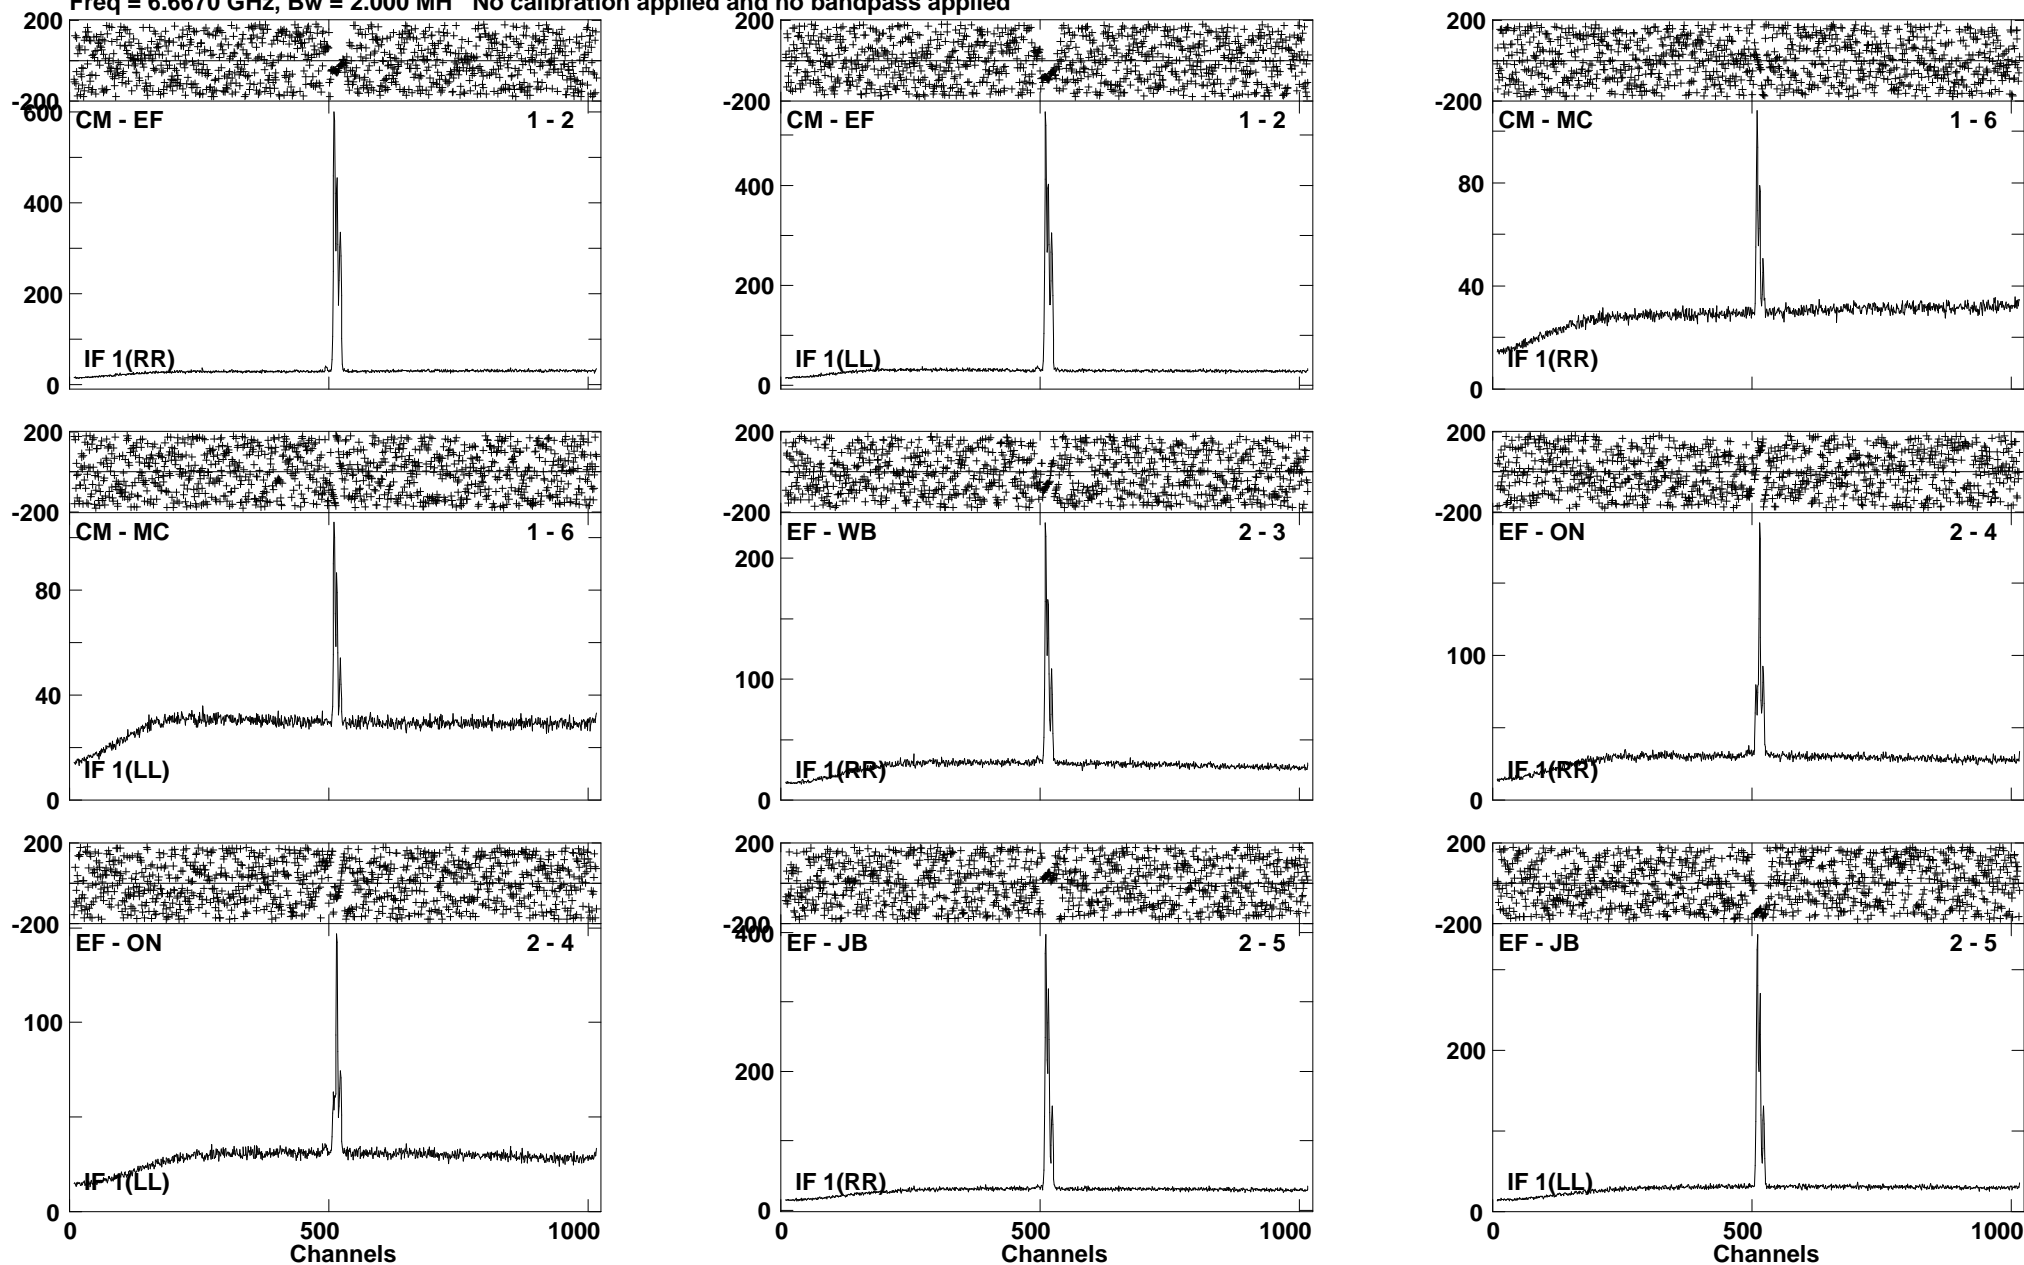 Freq = 6.6670 GHz, Bw = 2.000 MH No calibration applied and no bandpass applied
200
-200
600
400
200
0
CM - EF 1 - 2
IF 1(RR)
200
-200
400
200
0
CM - EF 1 - 2
IF 1(LL)
200
-200
80
40
0
CM - MC 1 - 6
IF 1(RR)
200
-200
80
40
0
CM - MC 1 - 6
IF 1(LL)
200
-200
200
100
0
EF - WB 2 - 3
IF 1(RR)
200
-200
100
0
EF - ON 2 - 4
IF 1(RR)
200
-200
100
0
EF - ON 2 - 4
IF 1(LL)
0 500 1000
Channels
200
-200
400
200
0
EF - JB 2 - 5
IF 1(RR)
0 500 1000
Channels
200
-200
200
0
EF - JB 2 - 5
IF 1(LL)
0 500 1000
Channels